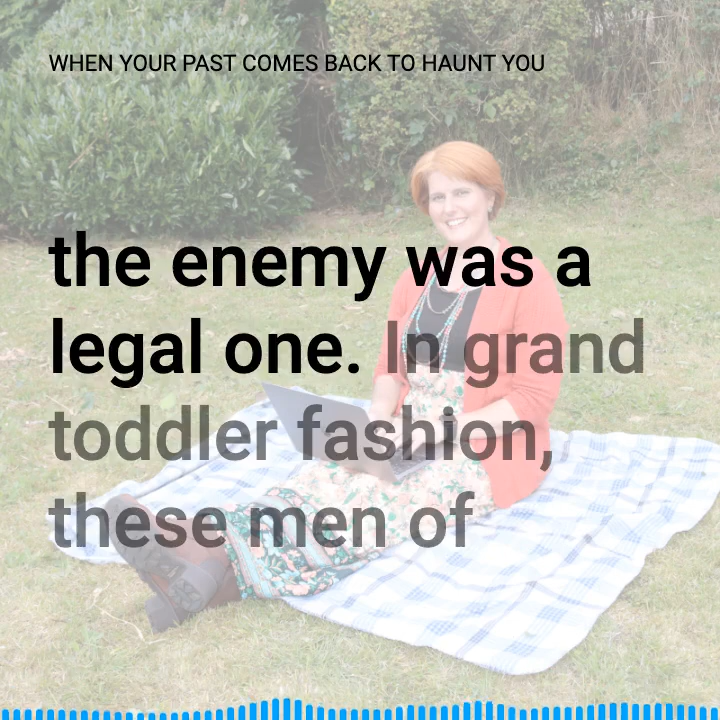 WHEN YOUR PAST COMES BACK TO HAUNT YOU
the enemy was a
legal one. In grand
toddler fashion,
these men of